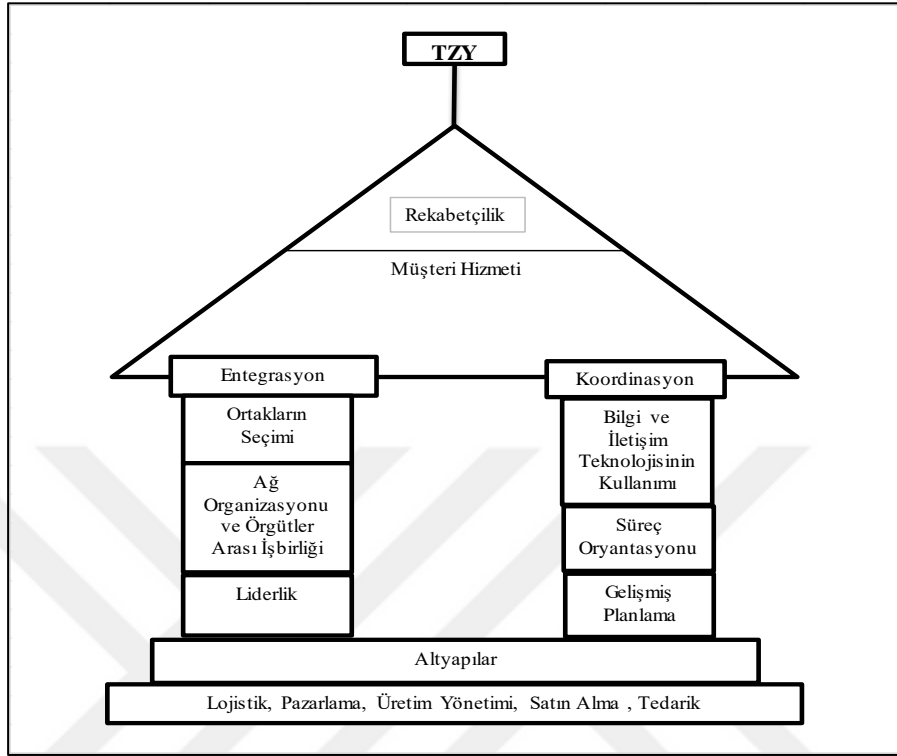 TZY
Rekabetçilik
Müşteri Hizmeti
Entegrasyon
Ortakların
Seçimi
Ağ
Organizasyonu
ve Örgütler
Arası İşbirliği
Liderlik
Koordinasyon
Bilgi ve
İletişim
Teknolojisinin
Kullanımı
Süreç
Oryantasyonu
Gelişmiş
Planlama
Altyapılar
Lojistik, Pazarlama, Üretim Yönetimi, Satın Alma , Tedarik